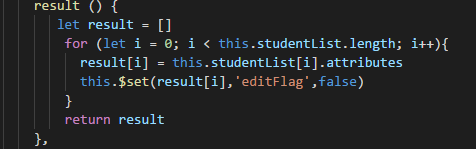 result () {
let result = []
for (let i = 0; i < this.studentList.length; i++){
result[i] = this.studentList[i].attributes
this.$set(result[i],'editFlag',false)
}
return result
},